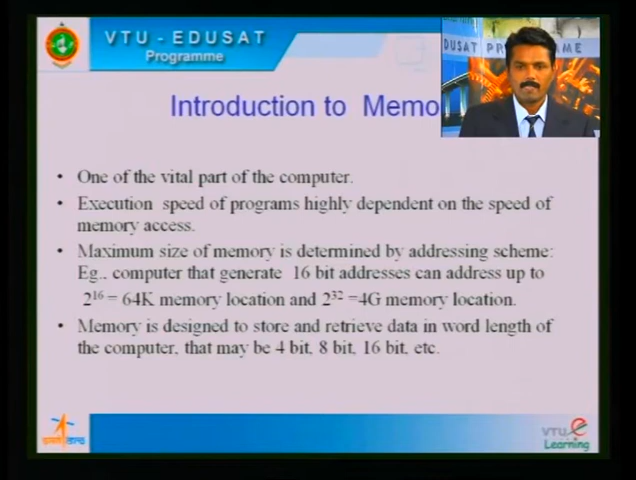 VTU - EDUSAT
Programme
EDUSAT PR ME
Introduction to Memo
• One of the vital part of the computer.
• Execution speed of programs highly dependent on the speed of
memory access.
• Maximum size of memory is determined by addressing scheme:
Eg.. computer that generate 16 bit addresses can address up to
2¹⁶ = 64K memory location and 2³² =4G memory location.
• Memory is designed to store and retrieve data in word length of
the computer, that may be 4 bit, 8 bit, 16 bit, etc.
VTU e
Learning